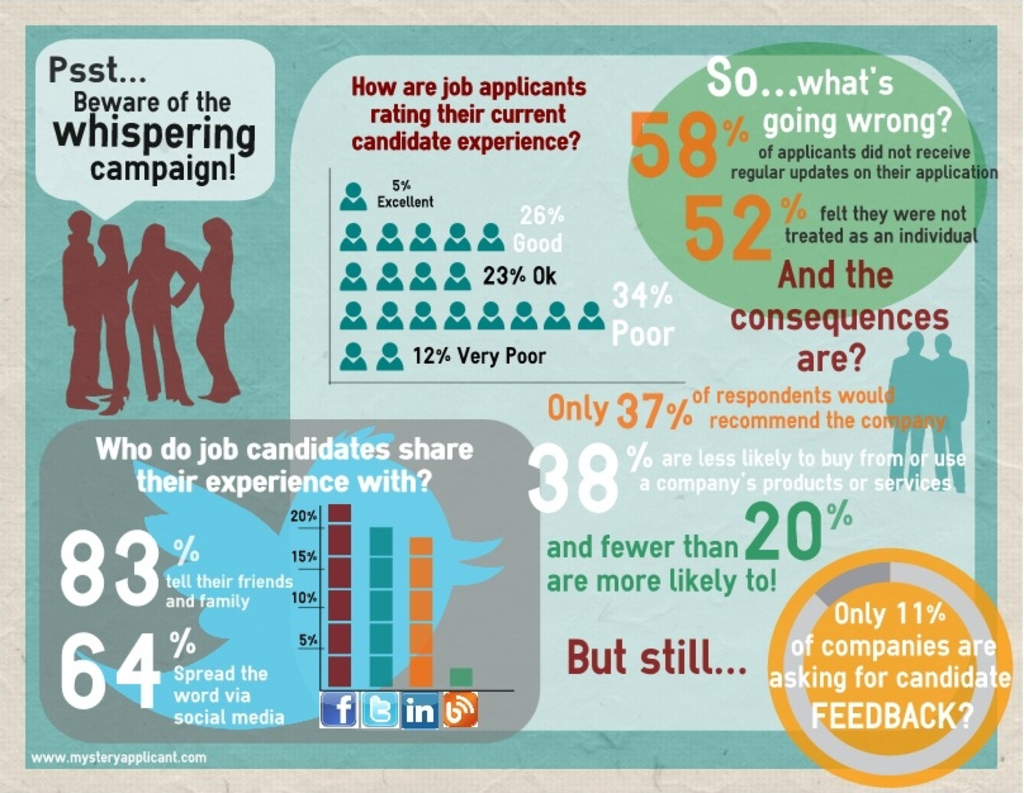 Psst...
Beware of the
whispering
campaign!
How are job applicants
rating their current
candidate experience?
5%
Excellent
26%
Good
23% Ok
34%
Poor
12% Very Poor
So...what's
going wrong?
58%
of applicants did not receive
regular updates on their application
52%
felt they were not
treated as an individual
And the
consequences
are?
Only 37% of respondents would
recommend the company
38% are less likely to buy from or use
a company's products or services
and fewer than 20%
are more likely to!
But still...
Only 11%
of companies are
asking for candidate
FEEDBACK?
Who do job candidates share
their experience with?
83%
tell their friends
and family
64%
Spread the
word via
social media
20%
15%
10%
5%
f t in b
www.mysteryapplicant.com